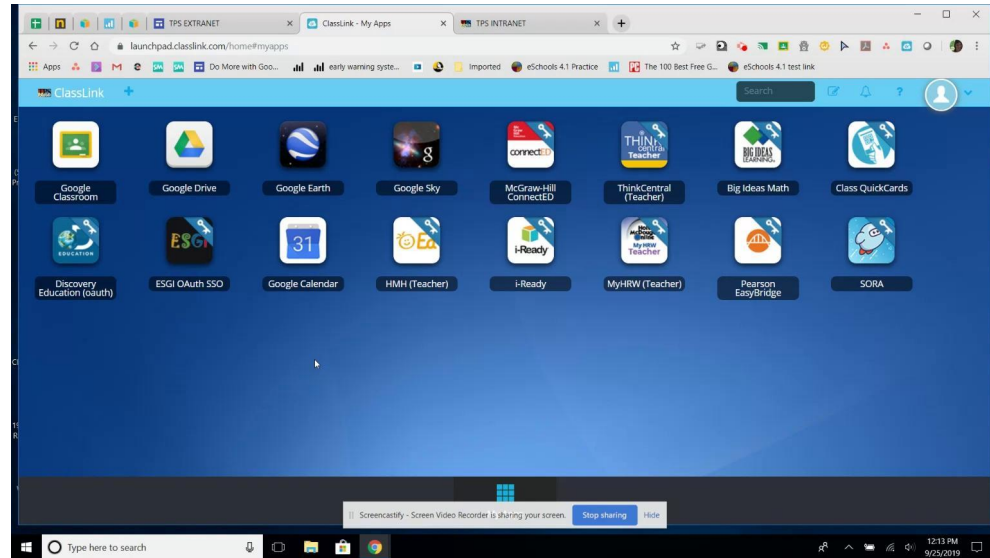 TPS EXTRANET
ClassLink - My Apps
TPS INTRANET
launchpad.classlink.com/home#myapps
Apps
Do More with Goo...
early warning syste...
Imported
eSchools 4.1 Practice
The 100 Best Free G...
eSchools 4.1 test link
ClassLink
Search
Google Classroom
Google Drive
Google Earth
g
Google Sky
connectED
McGraw-Hill ConnectED
THINK central Teacher
ThinkCentral (Teacher)
BIG IDEAS LEARNING
Big Ideas Math
Class QuickCards
EDUCATION
Discovery Education (oauth)
ESGI
ESGI OAuth SSO
31
Google Calendar
Ed
HMH (Teacher)
i-Ready
i-Ready
My HRW Teacher
MyHRW (Teacher)
Pearson EasyBridge
SORA
Screencastify - Screen Video Recorder is sharing your screen.
Stop sharing
Hide
Type here to search
12:13 PM
9/25/2019